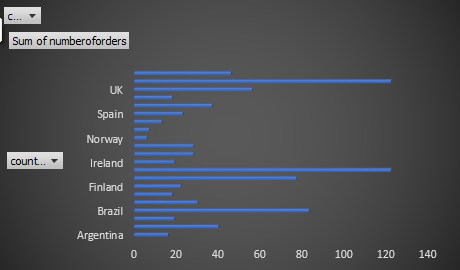 c...
Sum of numberoforders
UK
Spain
Norway
count...
Ireland
Finland
Brazil
Argentina
0 20 40 60 80 100 120 140